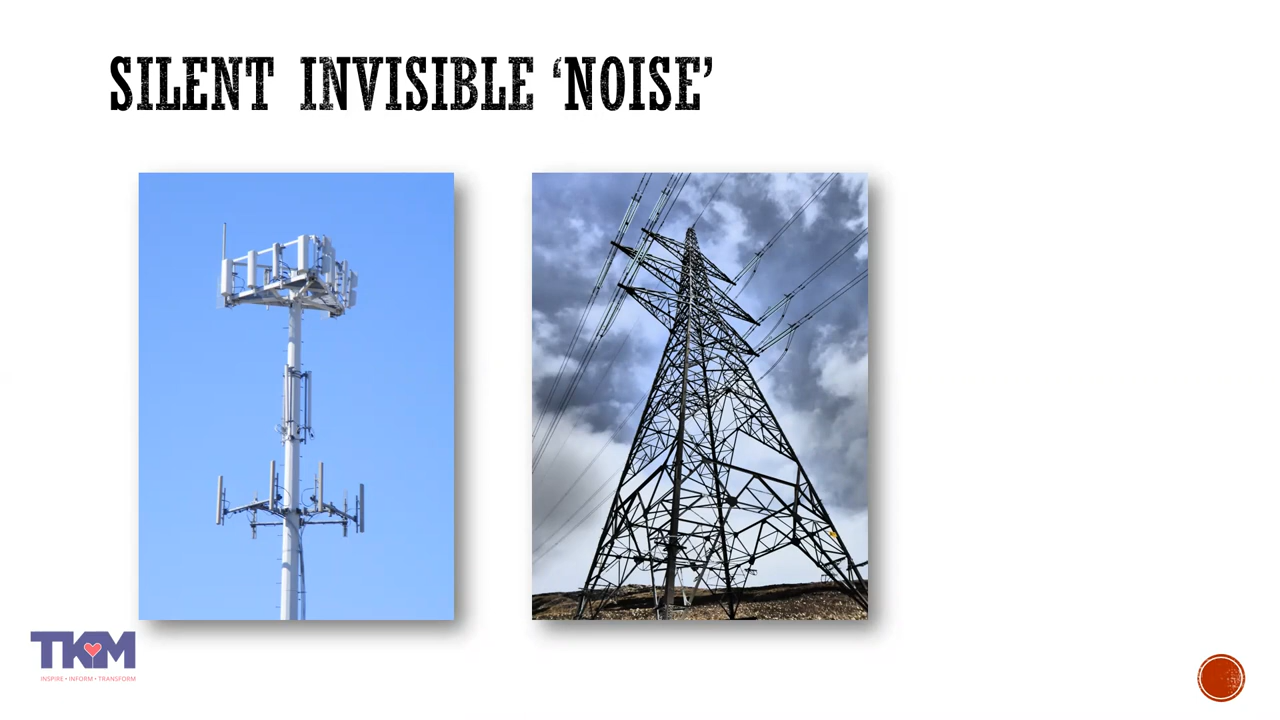 SILENT INVISIBLE ‘NOISE’
TKM
INSPIRE • INFORM • TRANSFORM